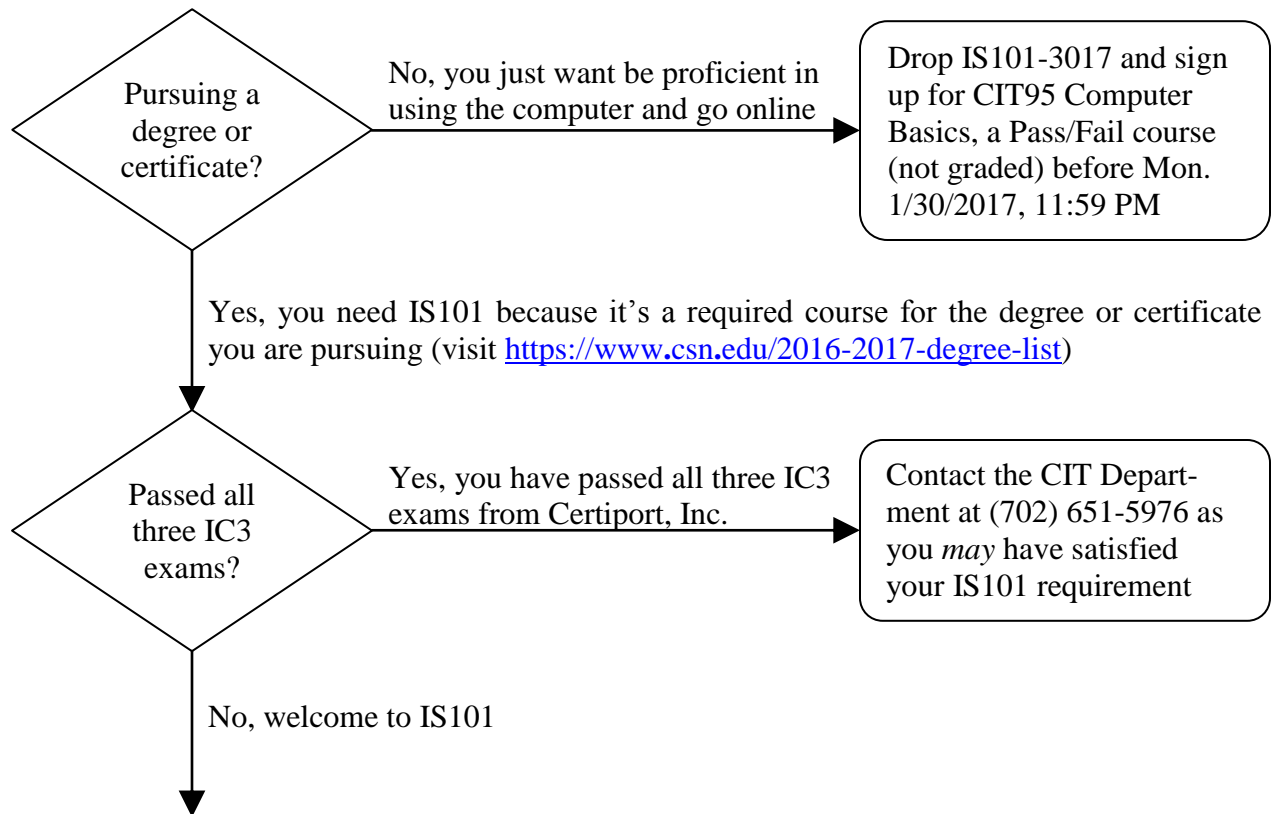 Pursuing a
degree or
certificate?
No, you just want be proficient in
using the computer and go online
Drop IS101-3017 and sign
up for CIT95 Computer
Basics, a Pass/Fail course
(not graded) before Mon.
1/30/2017, 11:59 PM
Yes, you need IS101 because it's a required course for the degree or certificate
you are pursuing (visit https://www.csn.edu/2016-2017-degree-list)
Passed all
three IC3
exams?
Yes, you have passed all three IC3
exams from Certiport, Inc.
Contact the CIT Depart-
ment at (702) 651-5976 as
you may have satisfied
your IS101 requirement
No, welcome to IS101